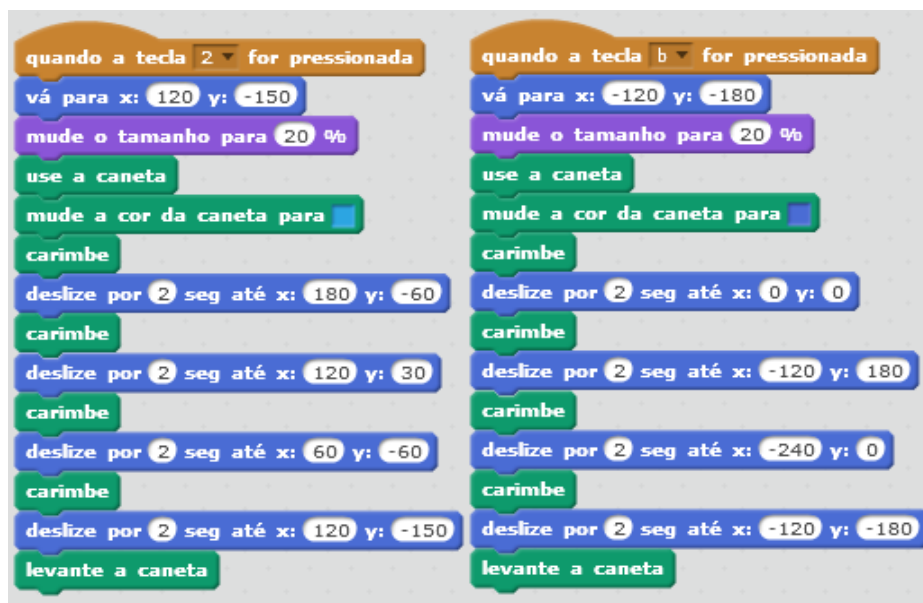 quando a tecla 2 for pressionada
vá para x: 120 y: -150
mude o tamanho para 20 %
use a caneta
mude a cor da caneta para
carimbe
deslize por 2 seg até x: 180 y: -60
carimbe
deslize por 2 seg até x: 120 y: 30
carimbe
deslize por 2 seg até x: 60 y: -60
carimbe
deslize por 2 seg até x: 120 y: -150
levante a caneta
quando a tecla b for pressionada
vá para x: -120 y: -180
mude o tamanho para 20 %
use a caneta
mude a cor da caneta para
carimbe
deslize por 2 seg até x: 0 y: 0
carimbe
deslize por 2 seg até x: -120 y: 180
carimbe
deslize por 2 seg até x: -240 y: 0
carimbe
deslize por 2 seg até x: -120 y: -180
levante a caneta